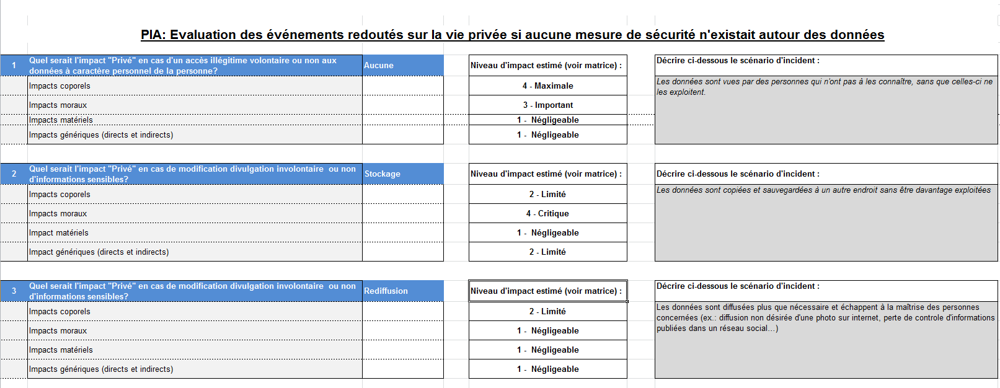 PIA: Evaluation des événements redoutés sur la vie privée si aucune mesure de sécurité n'existait autour des données
1
Quel serait l'impact "Privé" en cas d'un accès illégitime volontaire ou non aux
données à caractère personnel de la personne?
Aucune
Niveau d'impact estimé (voir matrice) :
Décrire ci-dessous le scénario d'incident :
Impacts coporels
4 - Maximale
Les données sont vues par des personnes qui n'ont pas à les connaître, sans que celles-ci ne
les exploitent.
Impacts moraux
3 - Important
Impacts matériels
1 - Négligeable
Impacts génériques (directs et indirects)
1 - Négligeable
2
Quel serait l'impact "Privé" en cas de modification divulgation involontaire ou non
d'informations sensibles?
Stockage
Niveau d'impact estimé (voir matrice) :
Décrire ci-dessous le scénario d'incident :
Impacts coporels
2 - Limité
Les données sont copiées et sauvegardées à un autre endroit sans être davantage exploitées
Impacts moraux
4 - Critique
Impact matériels
1 - Négligeable
Impact génériques (directs et indirects)
2 - Limité
3
Quel serait l'impact "Privé" en cas de modification divulgation involontaire ou non
d'informations sensibles?
Rediffusion
Niveau d'impact estimé (voir matrice) :
Décrire ci-dessous le scénario d'incident :
Impacts coporels
2 - Limité
Les données sont diffusées plus que nécessaire et échappent à la maîtrise des personnes
concernées (ex.: diffusion non désirée d'une photo sur internet, perte de controle d'informations
publiées dans un réseau social...)
Impacts moraux
1 - Négligeable
Impacts matériels
1 - Négligeable
Impacts génériques (directs et indirects)
1 - Négligeable